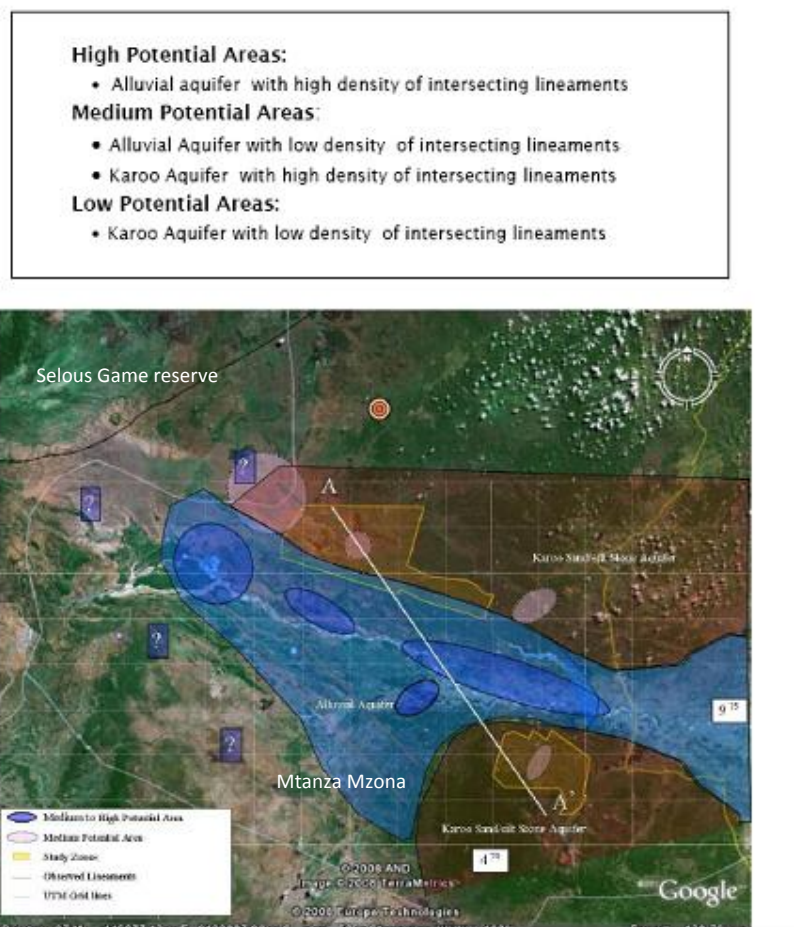 High Potential Areas:
• Alluvial aquifer with high density of intersecting lineaments
Medium Potential Areas:
• Alluvial Aquifer with low density of intersecting lineaments
• Karoo Aquifer with high density of intersecting lineaments
Low Potential Areas:
• Karoo Aquifer with low density of intersecting lineaments
Selous Game reserve
?
?
A
Karoo Sand/silt Stone Aquifer
?
Alluvial Aquifer
9 75
?
Mtanza Mzona
A'
Karoo Sand/silt Stone Aquifer
Medium to High Potential Area
Medium Potential Area
Study Zones
Observed Lineaments
UTM Grid lines
© 2008 AND
Image © 2008 TerraMetrics
© 2008 Europa Technologies
Google